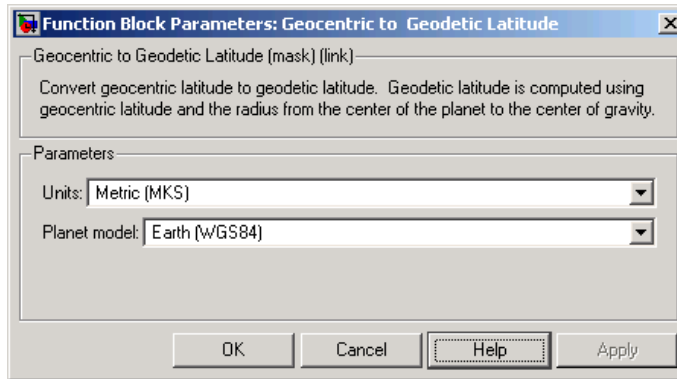 Function Block Parameters: Geocentric to Geodetic Latitude
Geocentric to Geodetic Latitude (mask) (link)
Convert geocentric latitude to geodetic latitude. Geodetic latitude is computed using
geocentric latitude and the radius from the center of the planet to the center of gravity.
Parameters
Units: Metric (MKS)
Planet model: Earth (WGS84)
OK Cancel Help Apply